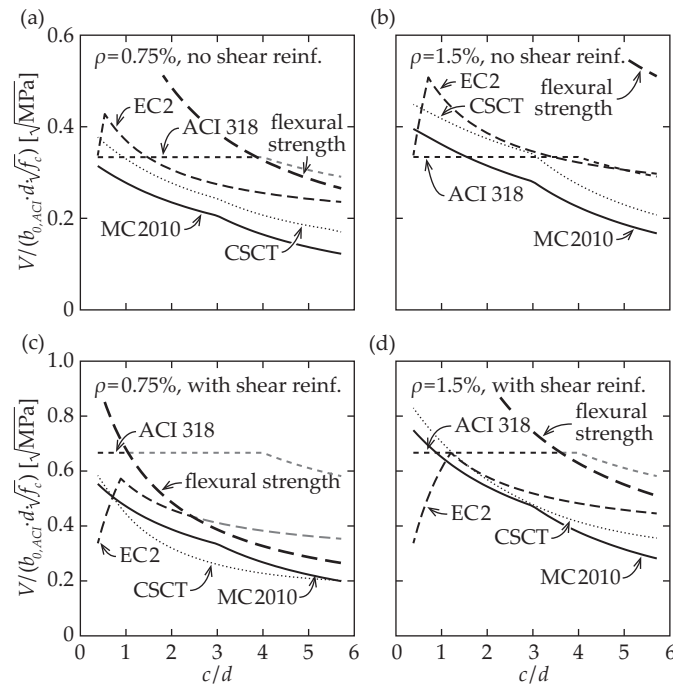 (a)
(b)
0.6
0.4
0.2
0
V/(b0,ACI·d·√fc) [√MPa]
ρ=0.75%, no shear reinf.
EC2
ACI 318
flexural
strength
MC2010
CSCT
ρ=1.5%, no shear reinf.
EC2
CSCT
flexural
strength
ACI 318
MC2010
(c)
(d)
1.0
0.8
0.6
0.4
0.2
0
V/(b0,ACI·d·√fc) [√MPa]
ρ=0.75%, with shear reinf.
ACI 318
flexural strength
EC2
CSCT
MC2010
0 1 2 3 4 5 6
c/d
ρ=1.5%, with shear reinf.
flexural
strength
ACI 318
EC2
CSCT
MC2010
0 1 2 3 4 5 6
c/d